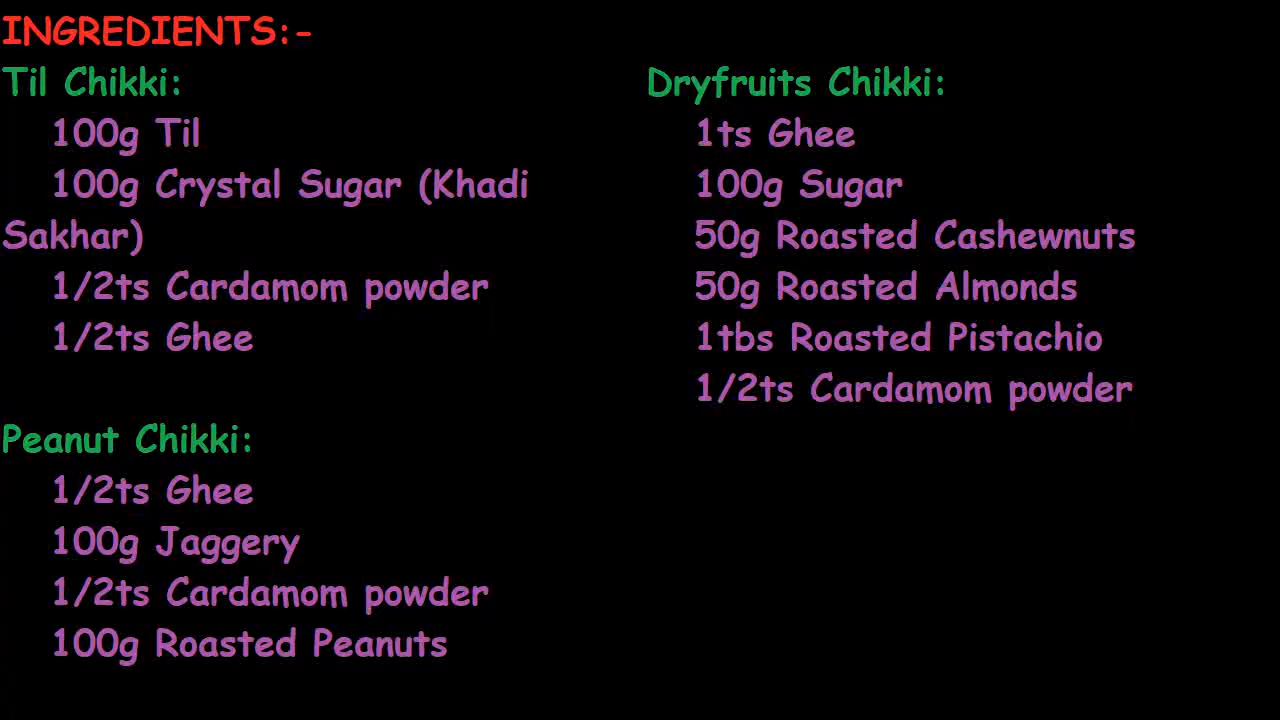 INGREDIENTS:-
Til Chikki:
100g Til
100g Crystal Sugar (Khadi
Sakhar)
1/2ts Cardamom powder
1/2ts Ghee
Peanut Chikki:
1/2ts Ghee
100g Jaggery
1/2ts Cardamom powder
100g Roasted Peanuts
Dryfruits Chikki:
1ts Ghee
100g Sugar
50g Roasted Cashewnuts
50g Roasted Almonds
1tbs Roasted Pistachio
1/2ts Cardamom powder